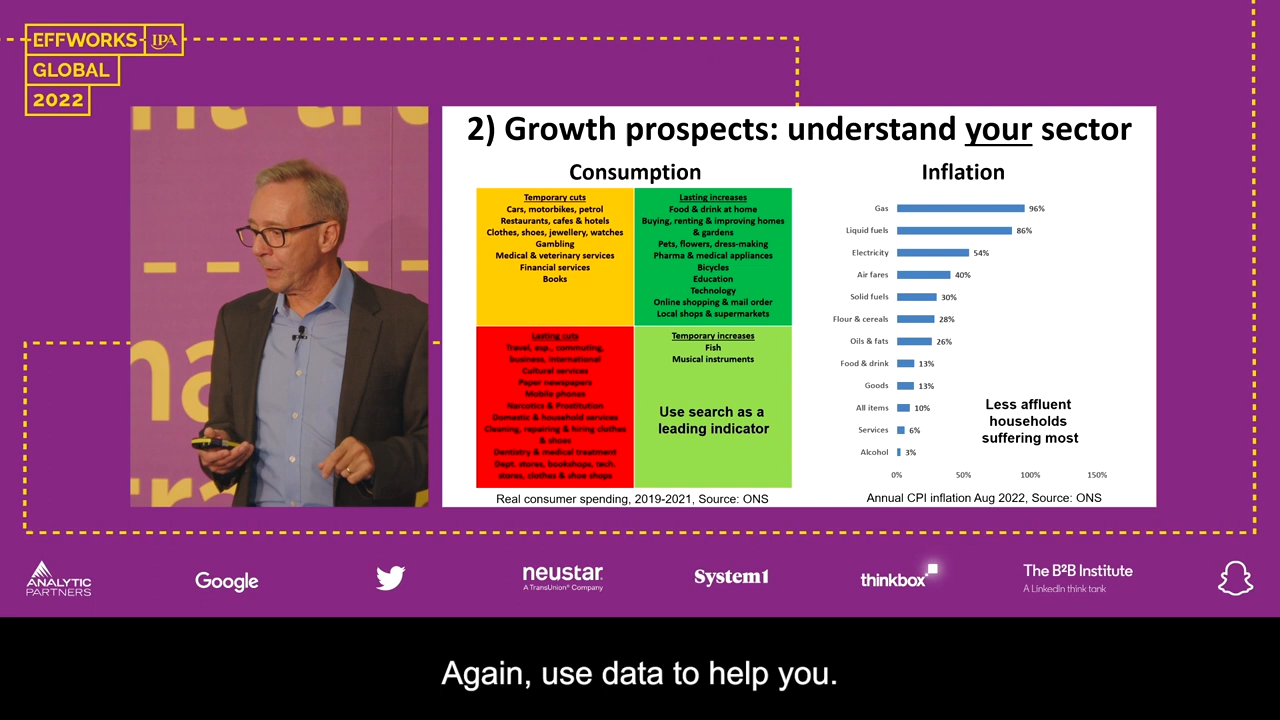 EFFWORKS IPA
GLOBAL
2022
2) Growth prospects: understand your sector
Consumption
Temporary cuts
Cars, motorbikes, petrol
Restaurants, cafes & hotels
Clothes, shoes, jewellery, watches
Gambling
Medical & veterinary services
Financial services
Books
Lasting increases
Food & drink at home
Buying, renting & improving homes
& gardens
Pets, flowers, dress-making
Pharma & medical appliances
Bicycles
Education
Technology
Online shopping & mail order
Local shops & supermarkets
Lasting cuts
Travel, esp., commuting,
business, international
Cultural services
Paper newspapers
Mobile phones
Narcotics & Prostitution
Domestic & household services
Cleaning, repairing & hiring clothes
& shoes
Dentistry & medical treatment
Dept. stores, bookshops, tech.
stores, clothes & shoe shops
Temporary increases
Fish
Musical instruments
Use search as a
leading indicator
Real consumer spending, 2019-2021, Source: ONS
Inflation
Gas 96%
Liquid fuels 86%
Electricity 54%
Air fares 40%
Solid fuels 30%
Flour & cereals 28%
Oils & fats 26%
Food & drink 13%
Goods 13%
All items 10%
Services 6%
Alcohol 3%
0% 50% 100% 150%
Less affluent
households
suffering most
Annual CPI inflation Aug 2022, Source: ONS
ANALYTIC
PARTNERS
Google
neustar
A TransUnion® Company
System1
thinkbox
The B2B Institute
A LinkedIn think tank
Again, use data to help you.